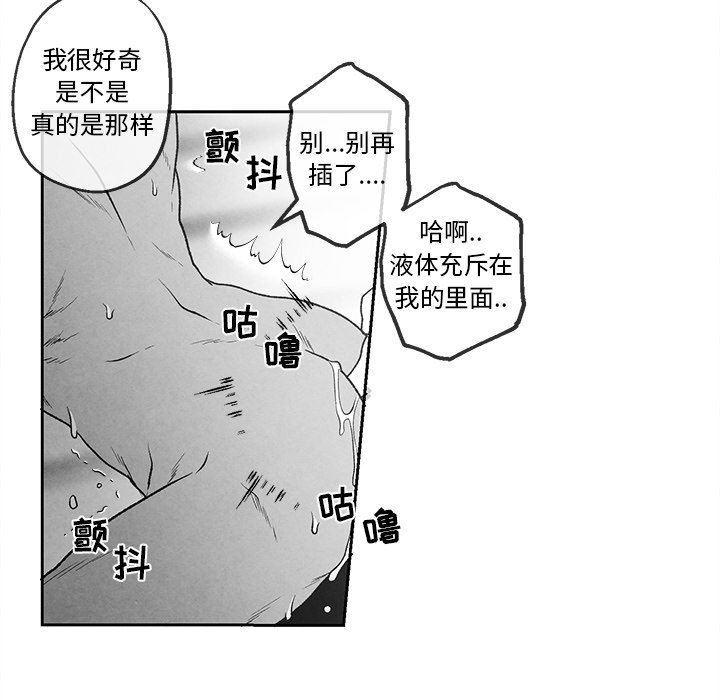 我很好奇
是不是
真的是那样
颤
抖
别...别再
插了....
哈啊..
液体充斥在
我的里面..
咕
噜
咕
噜
颤
抖